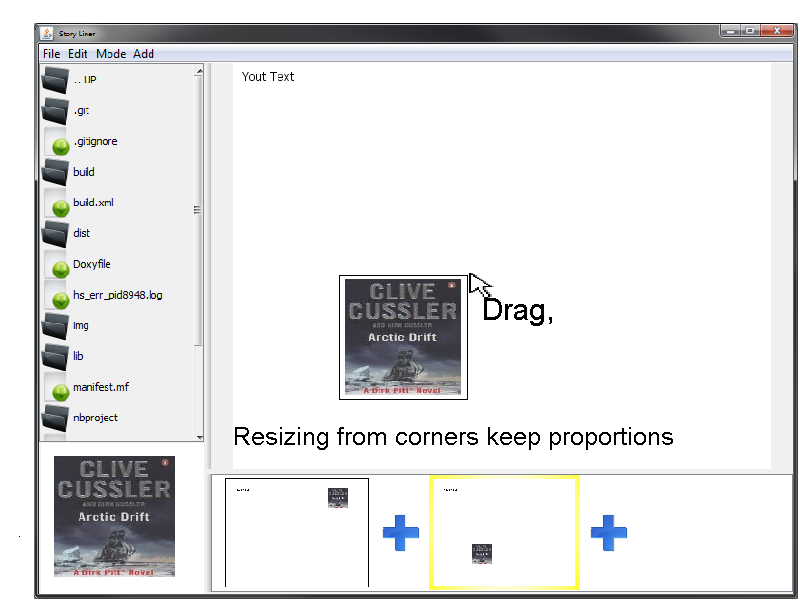 Story Liner
File Edit Mode Add
.. UP
.git
.gitignore
build
build.xml
dist
Doxyfile
hs_err_pid8948.log
img
lib
manifest.mf
nbproject
Yout Text
CLIVE
CUSSLER
AND DIRK CUSSLER
Arctic Drift
A Dirk Pitt® Novel
Drag,
Resizing from corners keep proportions
CLIVE
CUSSLER
AND DIRK CUSSLER
Arctic Drift
A Dirk Pitt® Novel